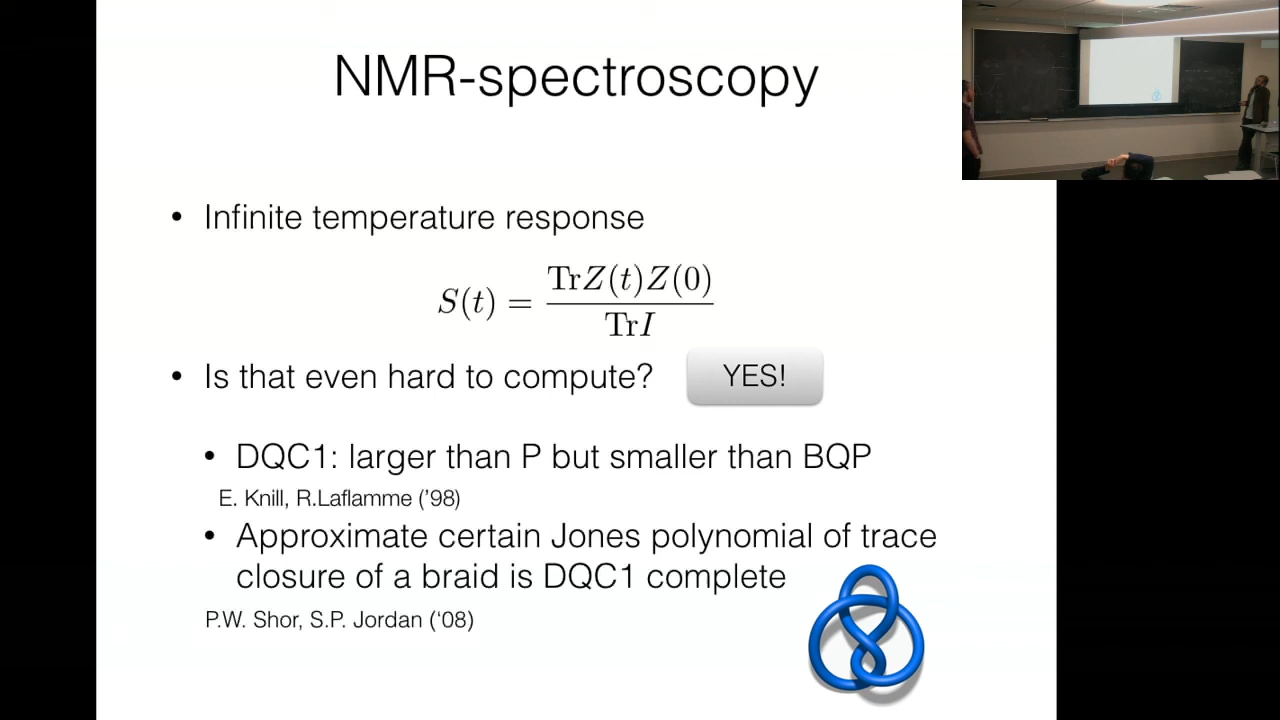 NMR-spectroscopy
• Infinite temperature response
S(t) = TrZ(t)Z(0) / TrI
• Is that even hard to compute? YES!
• DQC1: larger than P but smaller than BQP
E. Knill, R.Laflamme ('98)
• Approximate certain Jones polynomial of trace
closure of a braid is DQC1 complete
P.W. Shor, S.P. Jordan (‘08)